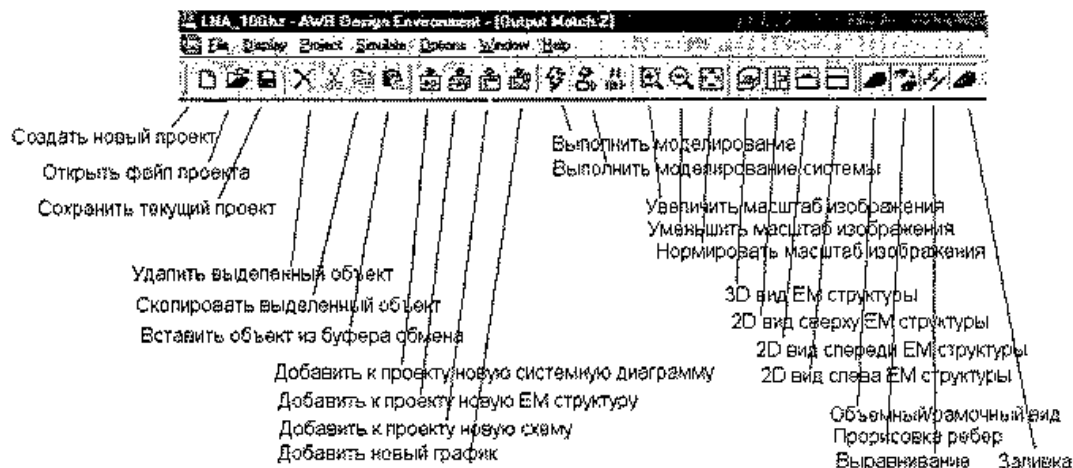 LNA_10Ghz - AWR Design Environment - [Output Match:2]
File Display Project Simulate Options Window Help
Создать новый проект
Открыть файл проекта
Сохранить текущий проект
Удалить выделенный объект
Скопировать выделенный объект
Вставить объект из буфера обмена
Добавить к проекту новую системную диаграмму
Добавить к проекту новую ЕМ структуру
Добавить к проекту новую схему
Добавить новый график
Выполнить моделирование
Выполнить моделирование системы
Увеличить масштаб изображения
Уменьшить масштаб изображения
Нормировать масштаб изображения
3D вид ЕМ структуры
2D вид сверху ЕМ структуры
2D вид спереди ЕМ структуры
2D вид слева ЕМ структуры
Объемный/рамочный вид
Прорисовка ребер
Выравнивание Заливка